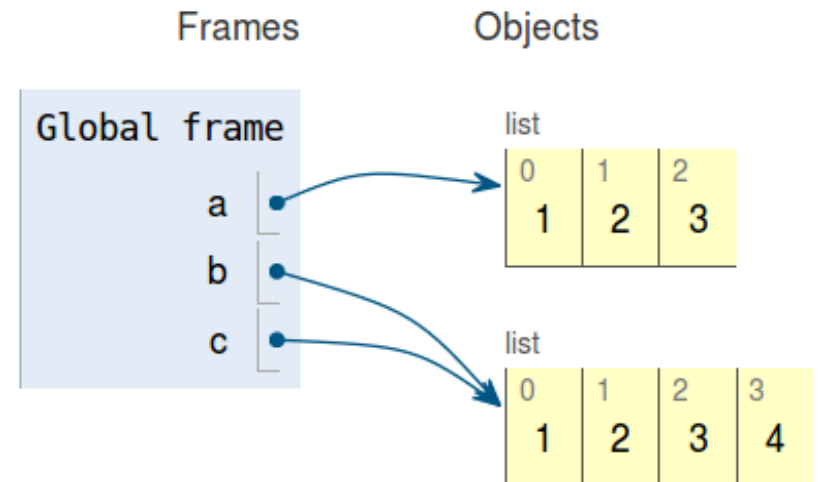 Frames Objects
Global frame
a
b
c
list
0 1 2
1 2 3
list
0 1 2 3
1 2 3 4